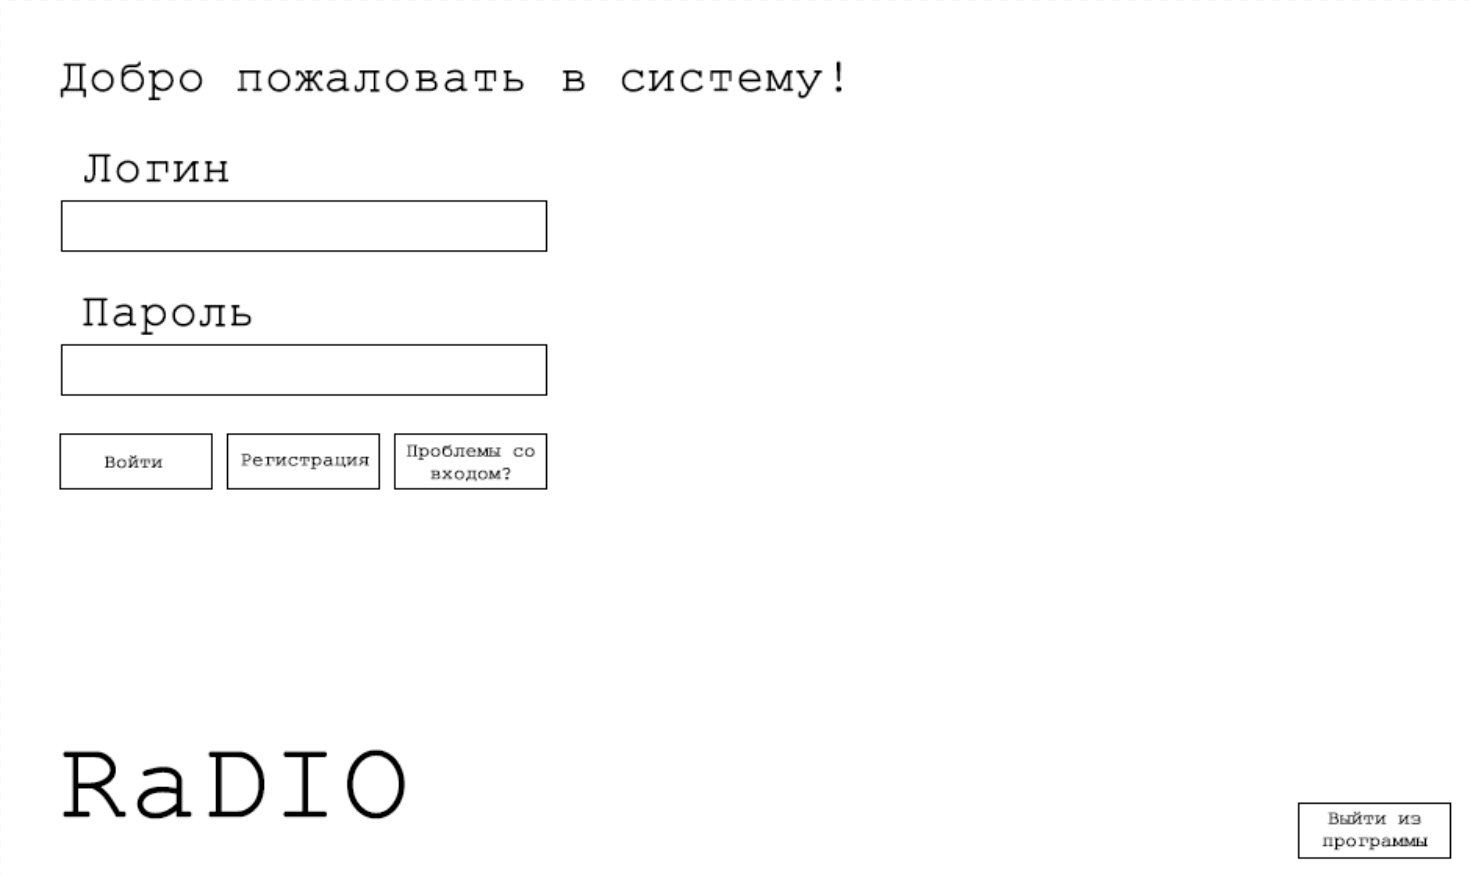 Добро пожаловать в систему!
Логин
Пароль
Войти
Регистрация
Проблемы со
входом?
RaDIO
Выйти из
программы